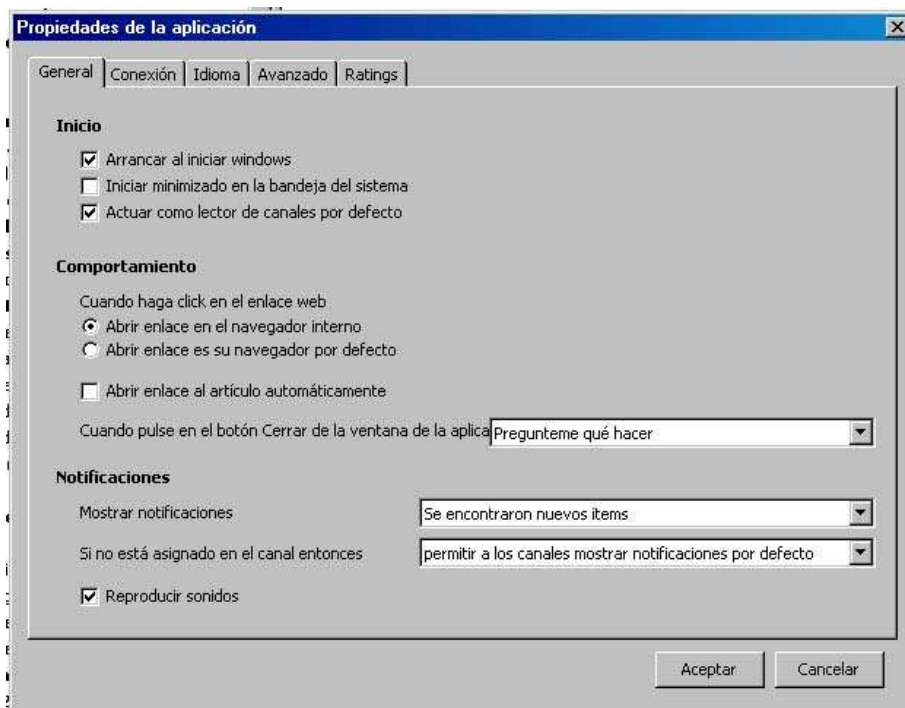 Propiedades de la aplicación
General Conexión Idioma Avanzado Ratings
Inicio
Arrancar al iniciar windows
Iniciar minimizado en la bandeja del sistema
Actuar como lector de canales por defecto
Comportamiento
Cuando haga click en el enlace web
Abrir enlace en el navegador interno
Abrir enlace es su navegador por defecto
Abrir enlace al artículo automáticamente
Cuando pulse en el botón Cerrar de la ventana de la aplica Pregunteme qué hacer
Notificaciones
Mostrar notificaciones Se encontraron nuevos items
Si no está asignado en el canal entonces permitir a los canales mostrar notificaciones por defecto
Reproducir sonidos
Aceptar Cancelar